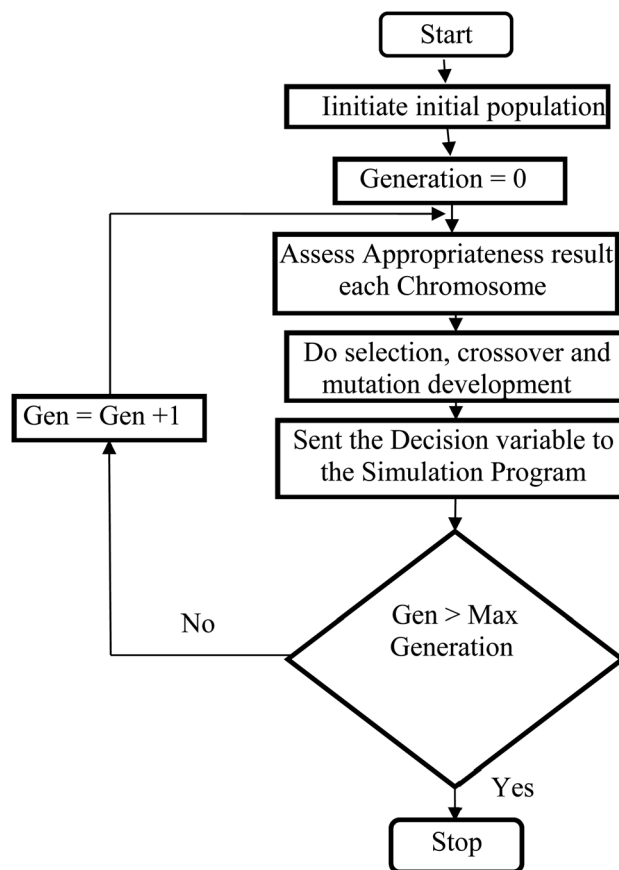 Start
Iinitiate initial population
Generation = 0
Assess Appropriateness result
each Chromosome
Do selection, crossover and
mutation development
Gen = Gen +1
Sent the Decision variable to
the Simulation Program
Gen > Max
Generation
No
Yes
Stop